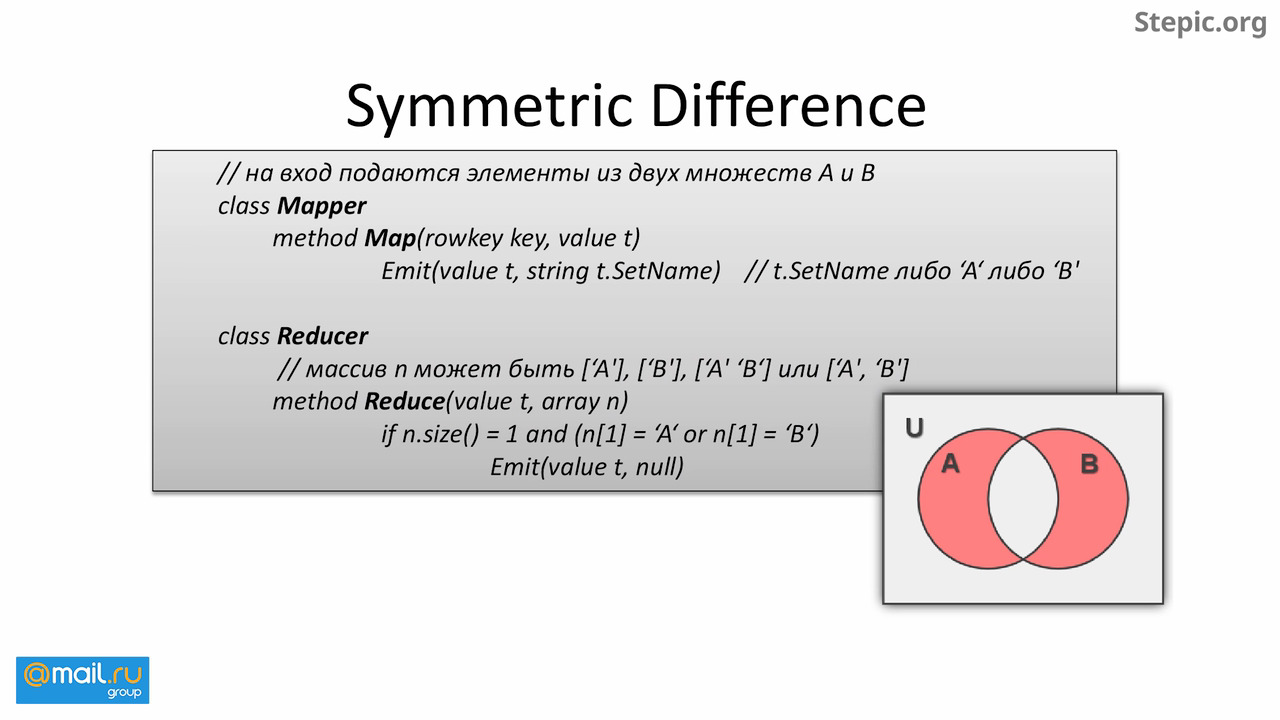 Stepic.org
Symmetric Difference
// на вход подаются элементы из двух множеств A и B
class Mapper
method Map(rowkey key, value t)
Emit(value t, string t.SetName) // t.SetName либо ‘A‘ либо ‘B'
class Reducer
// массив n может быть [‘A'], [‘B'], [‘A' ‘B‘] или [‘A', ‘B']
method Reduce(value t, array n)
if n.size() = 1 and (n[1] = ‘A‘ or n[1] = ‘B‘)
Emit(value t, null)
U
A B
@mail.ru
group